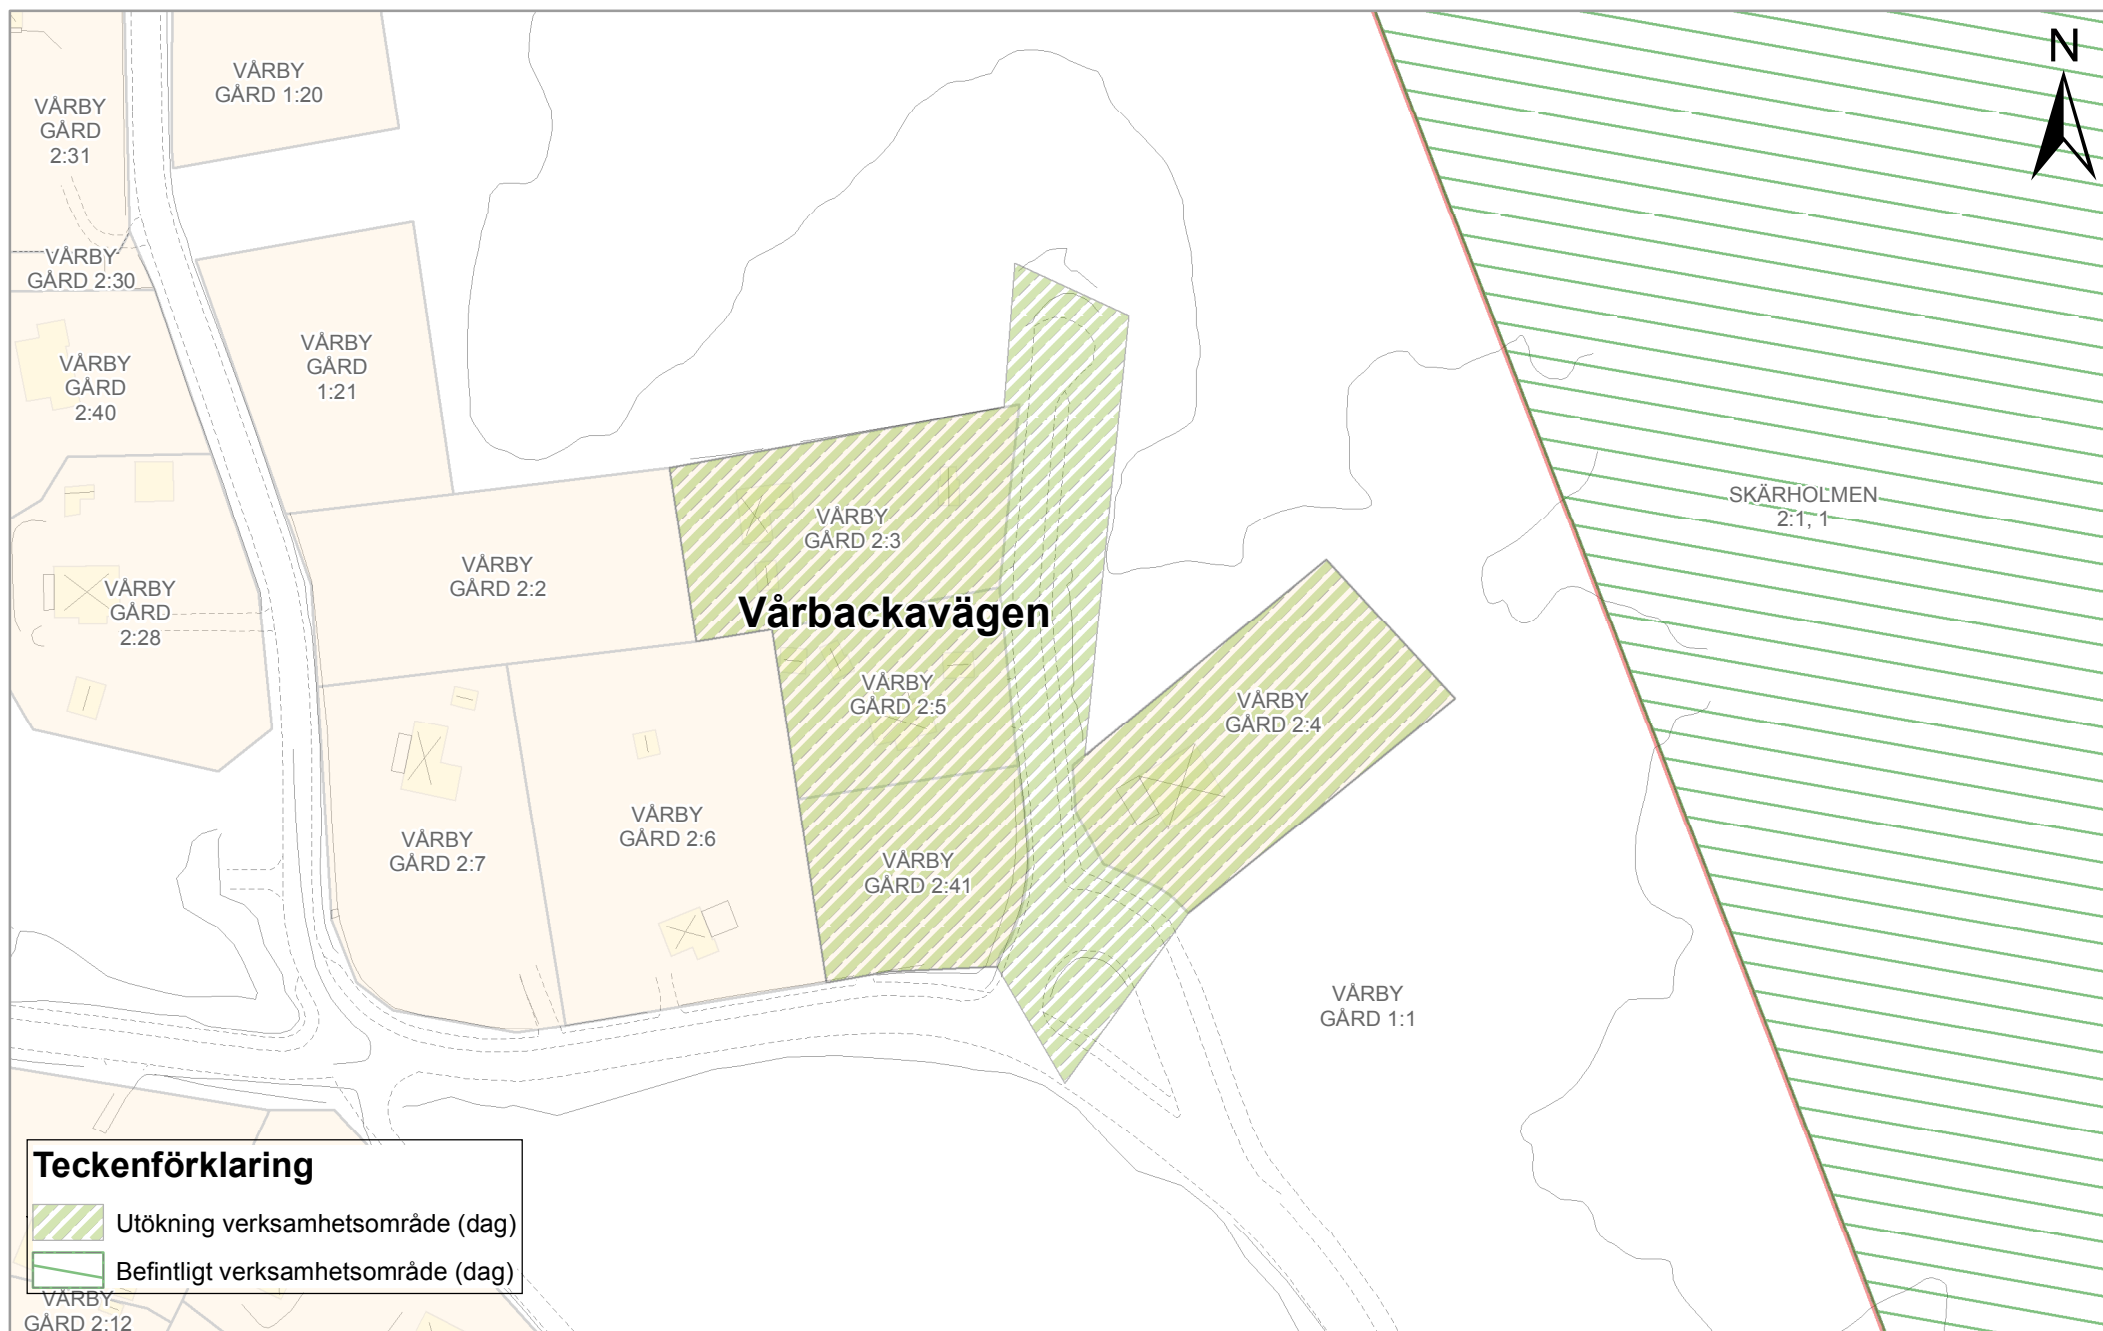 VÅRBY
GÅRD 1:20
N
VÅRBY
GÅRD
2:31
VÅRBY
GÅRD 2:30
VÅRBY
GÅRD
1:21
VÅRBY
GÅRD
2:40
SKÄRHOLMEN
2:1, 1
VÅRBY
GÅRD 2:3
VÅRBY
GÅRD 2:2
VÅRBY
GÅRD
2:28
Vårbackavägen
VÅRBY
GÅRD 2:5
VÅRBY
GÅRD 2:4
VÅRBY
GÅRD 2:6
VÅRBY
GÅRD 2:7
VÅRBY
GÅRD 2:41
VÅRBY
GÅRD 1:1
Teckenförklaring
Utökning verksamhetsområde (dag)
Befintligt verksamhetsområde (dag)
VÅRBY
GÅRD 2:12